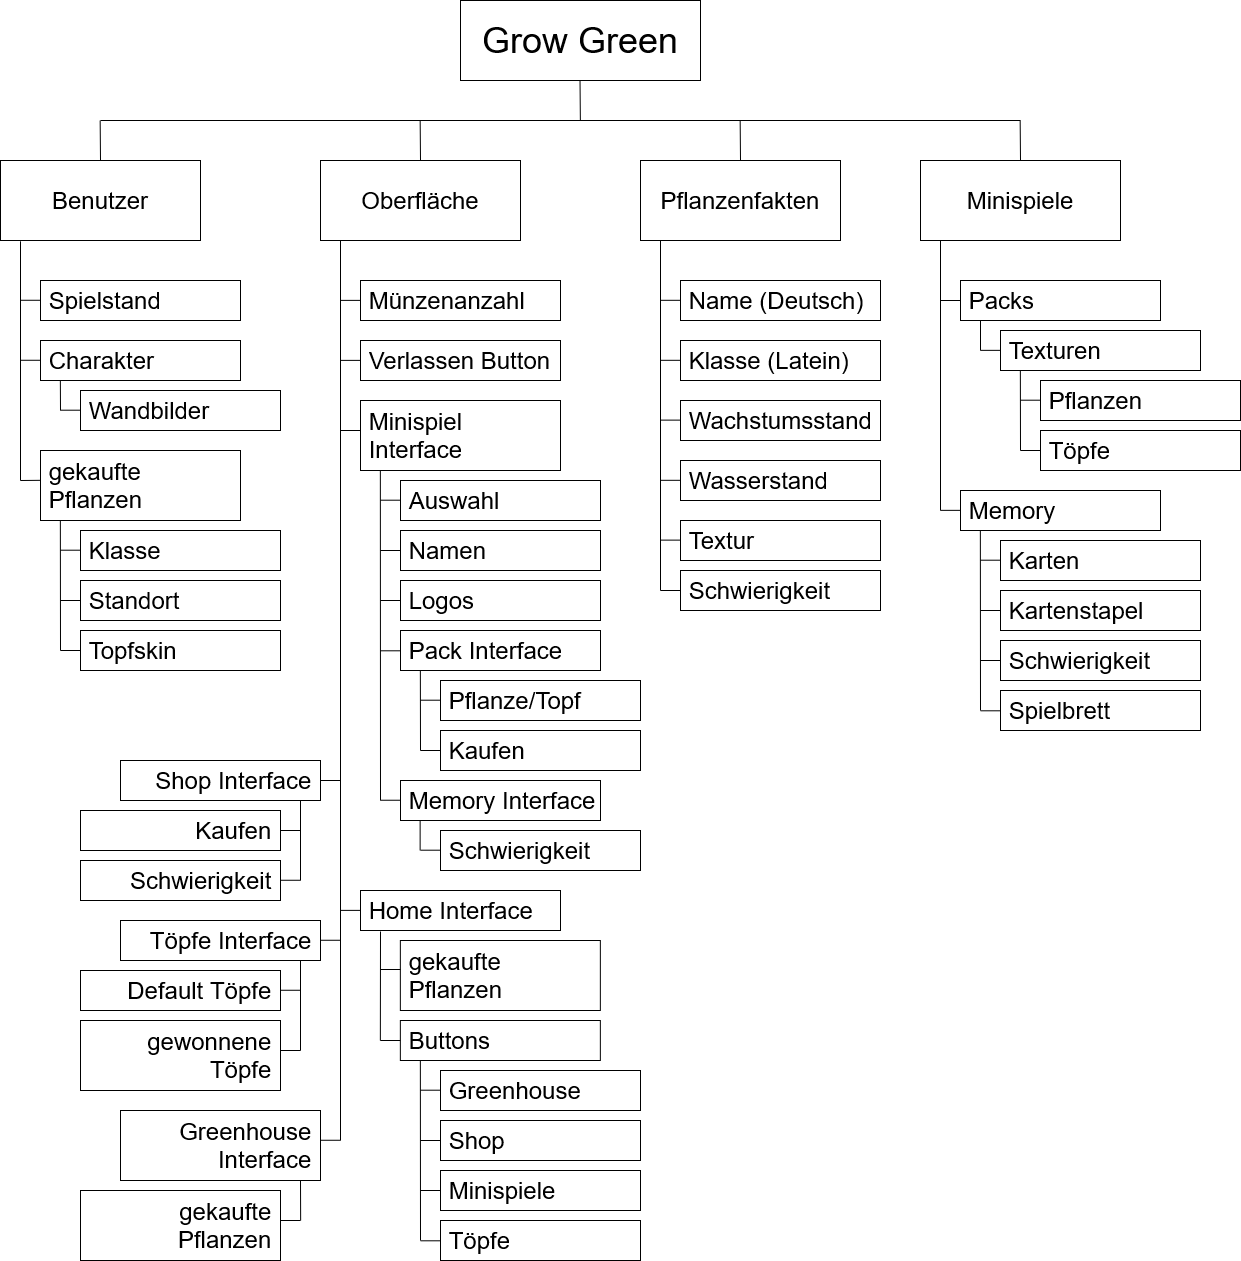 Grow Green
Benutzer
Spielstand
Charakter
Wandbilder
gekaufte
Pflanzen
Klasse
Standort
Topfskin
Oberfläche
Münzenanzahl
Verlassen Button
Minispiel
Interface
Auswahl
Namen
Logos
Pack Interface
Pflanze/Topf
Kaufen
Memory Interface
Schwierigkeit
Shop Interface
Kaufen
Schwierigkeit
Home Interface
gekaufte
Pflanzen
Buttons
Greenhouse
Shop
Minispiele
Töpfe
Töpfe Interface
Default Töpfe
gewonnene
Töpfe
Greenhouse
Interface
gekaufte
Pflanzen
Pflanzenfakten
Name (Deutsch)
Klasse (Latein)
Wachstumsstand
Wasserstand
Textur
Schwierigkeit
Minispiele
Packs
Texturen
Pflanzen
Töpfe
Memory
Karten
Kartenstapel
Schwierigkeit
Spielbrett